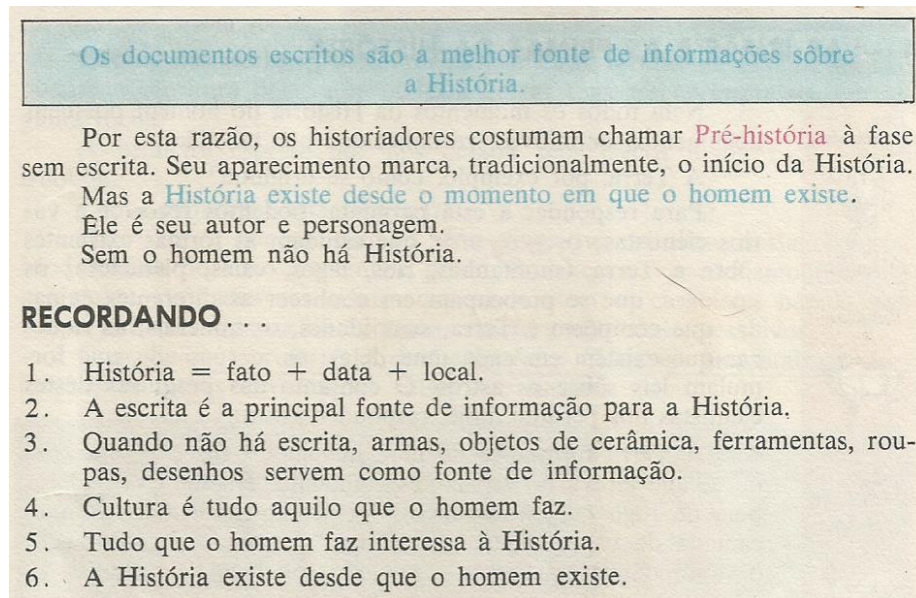 Os documentos escritos são a melhor fonte de informações sôbre
a História.
Por esta razão, os historiadores costumam chamar Pré-história à fase
sem escrita. Seu aparecimento marca, tradicionalmente, o início da História.
Mas a História existe desde o momento em que o homem existe.
Êle é seu autor e personagem.
Sem o homem não há História.
RECORDANDO...
1. História = fato + data + local.
2. A escrita é a principal fonte de informação para a História.
3. Quando não há escrita, armas, objetos de cerâmica, ferramentas, rou-
pas, desenhos servem como fonte de informação.
4. Cultura é tudo aquilo que o homem faz.
5. Tudo que o homem faz interessa à História.
6. A História existe desde que o homem existe.